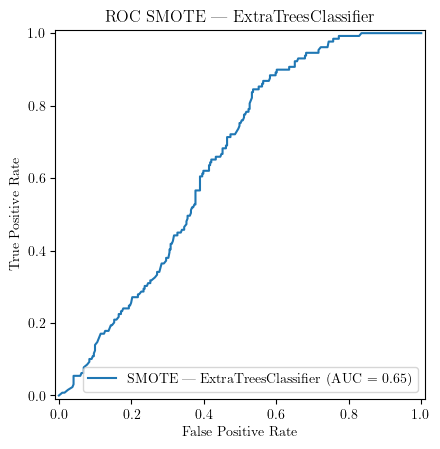 ROC SMOTE — ExtraTreesClassifier
1.0
0.8
0.6
0.4
0.2
0.0
True Positive Rate
SMOTE — ExtraTreesClassifier (AUC = 0.65)
0.0 0.2 0.4 0.6 0.8 1.0
False Positive Rate